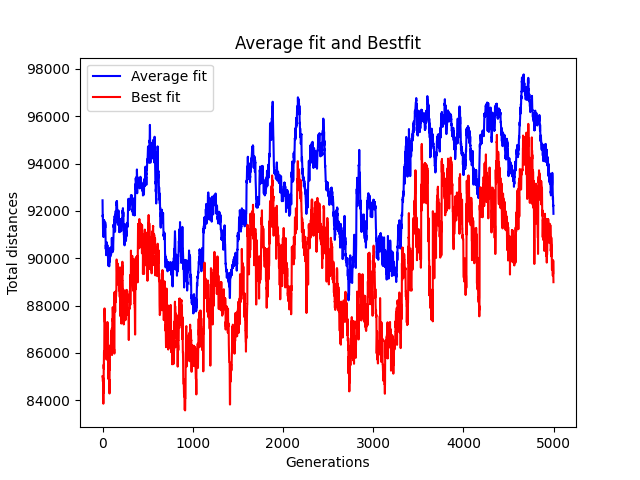 Average fit and Bestfit
Average fit
Best fit
98000
96000
94000
92000
90000
88000
86000
84000
Total distances
0
1000
2000
3000
4000
5000
Generations